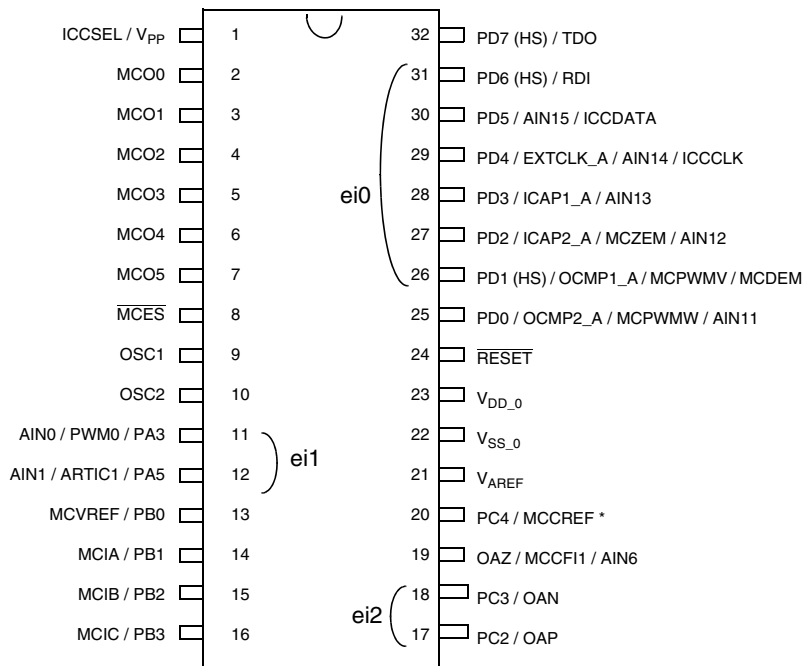 ICCSEL / VPP 1 32 PD7 (HS) / TDO
MCO0 2 31 PD6 (HS) / RDI
MCO1 3 30 PD5 / AIN15 / ICCDATA
MCO2 4 29 PD4 / EXTCLK_A / AIN14 / ICCCLK
MCO3 5 ei0 28 PD3 / ICAP1_A / AIN13
MCO4 6 27 PD2 / ICAP2_A / MCZEM / AIN12
MCO5 7 26 PD1 (HS) / OCMP1_A / MCPWMV / MCDEM
MCES 8 25 PD0 / OCMP2_A / MCPWMW / AIN11
OSC1 9 24 RESET
OSC2 10 23 VDD_0
AIN0 / PWM0 / PA3 11 22 VSS_0
ei1
AIN1 / ARTIC1 / PA5 12 21 VAREF
MCVREF / PB0 13 20 PC4 / MCCREF *
MCIA / PB1 14 19 OAZ / MCCFI1 / AIN6
MCIB / PB2 15 18 PC3 / OAN
ei2
MCIC / PB3 16 17 PC2 / OAP